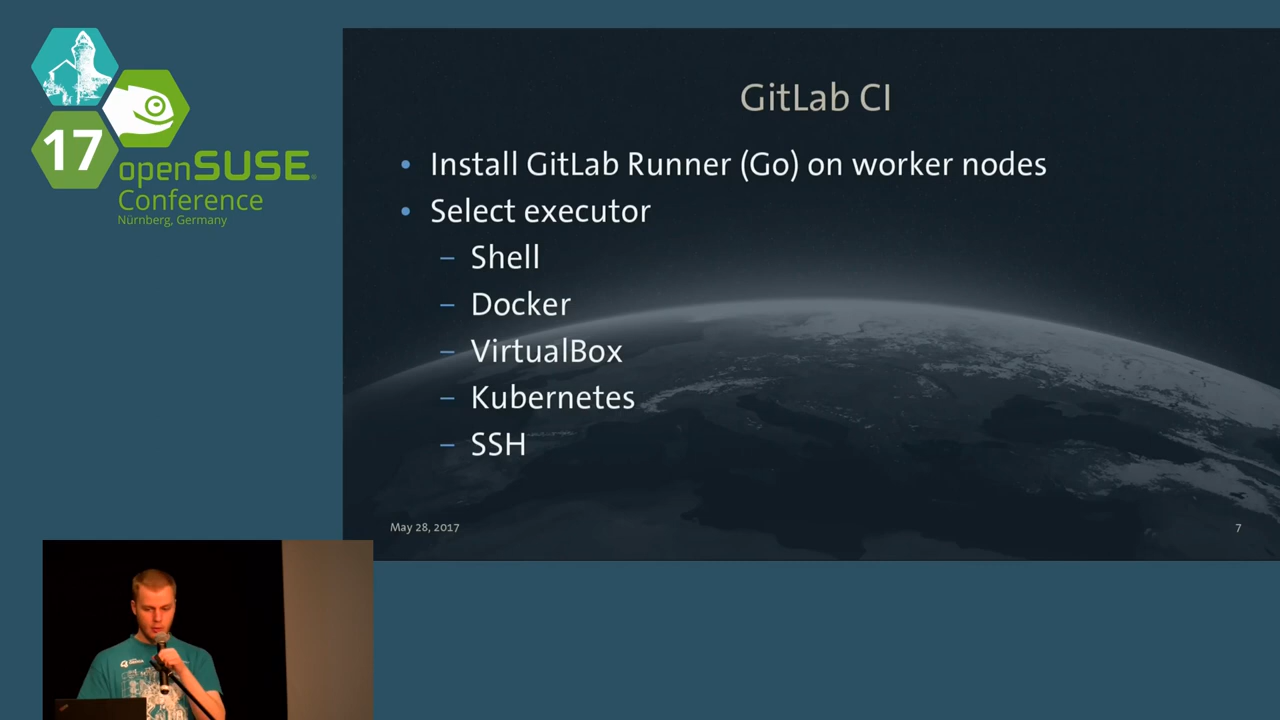 17
openSUSE
Conference
Nürnberg, Germany
GitLab CI
• Install GitLab Runner (Go) on worker nodes
• Select executor
– Shell
– Docker
– VirtualBox
– Kubernetes
– SSH
May 28, 2017
7